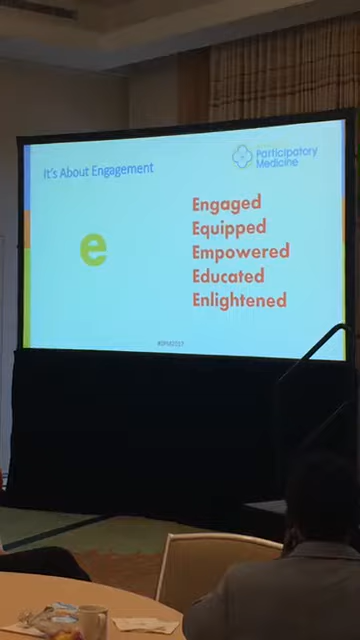 It's About Engagement
Participatory
Medicine
e
Engaged
Equipped
Empowered
Educated
Enlightened